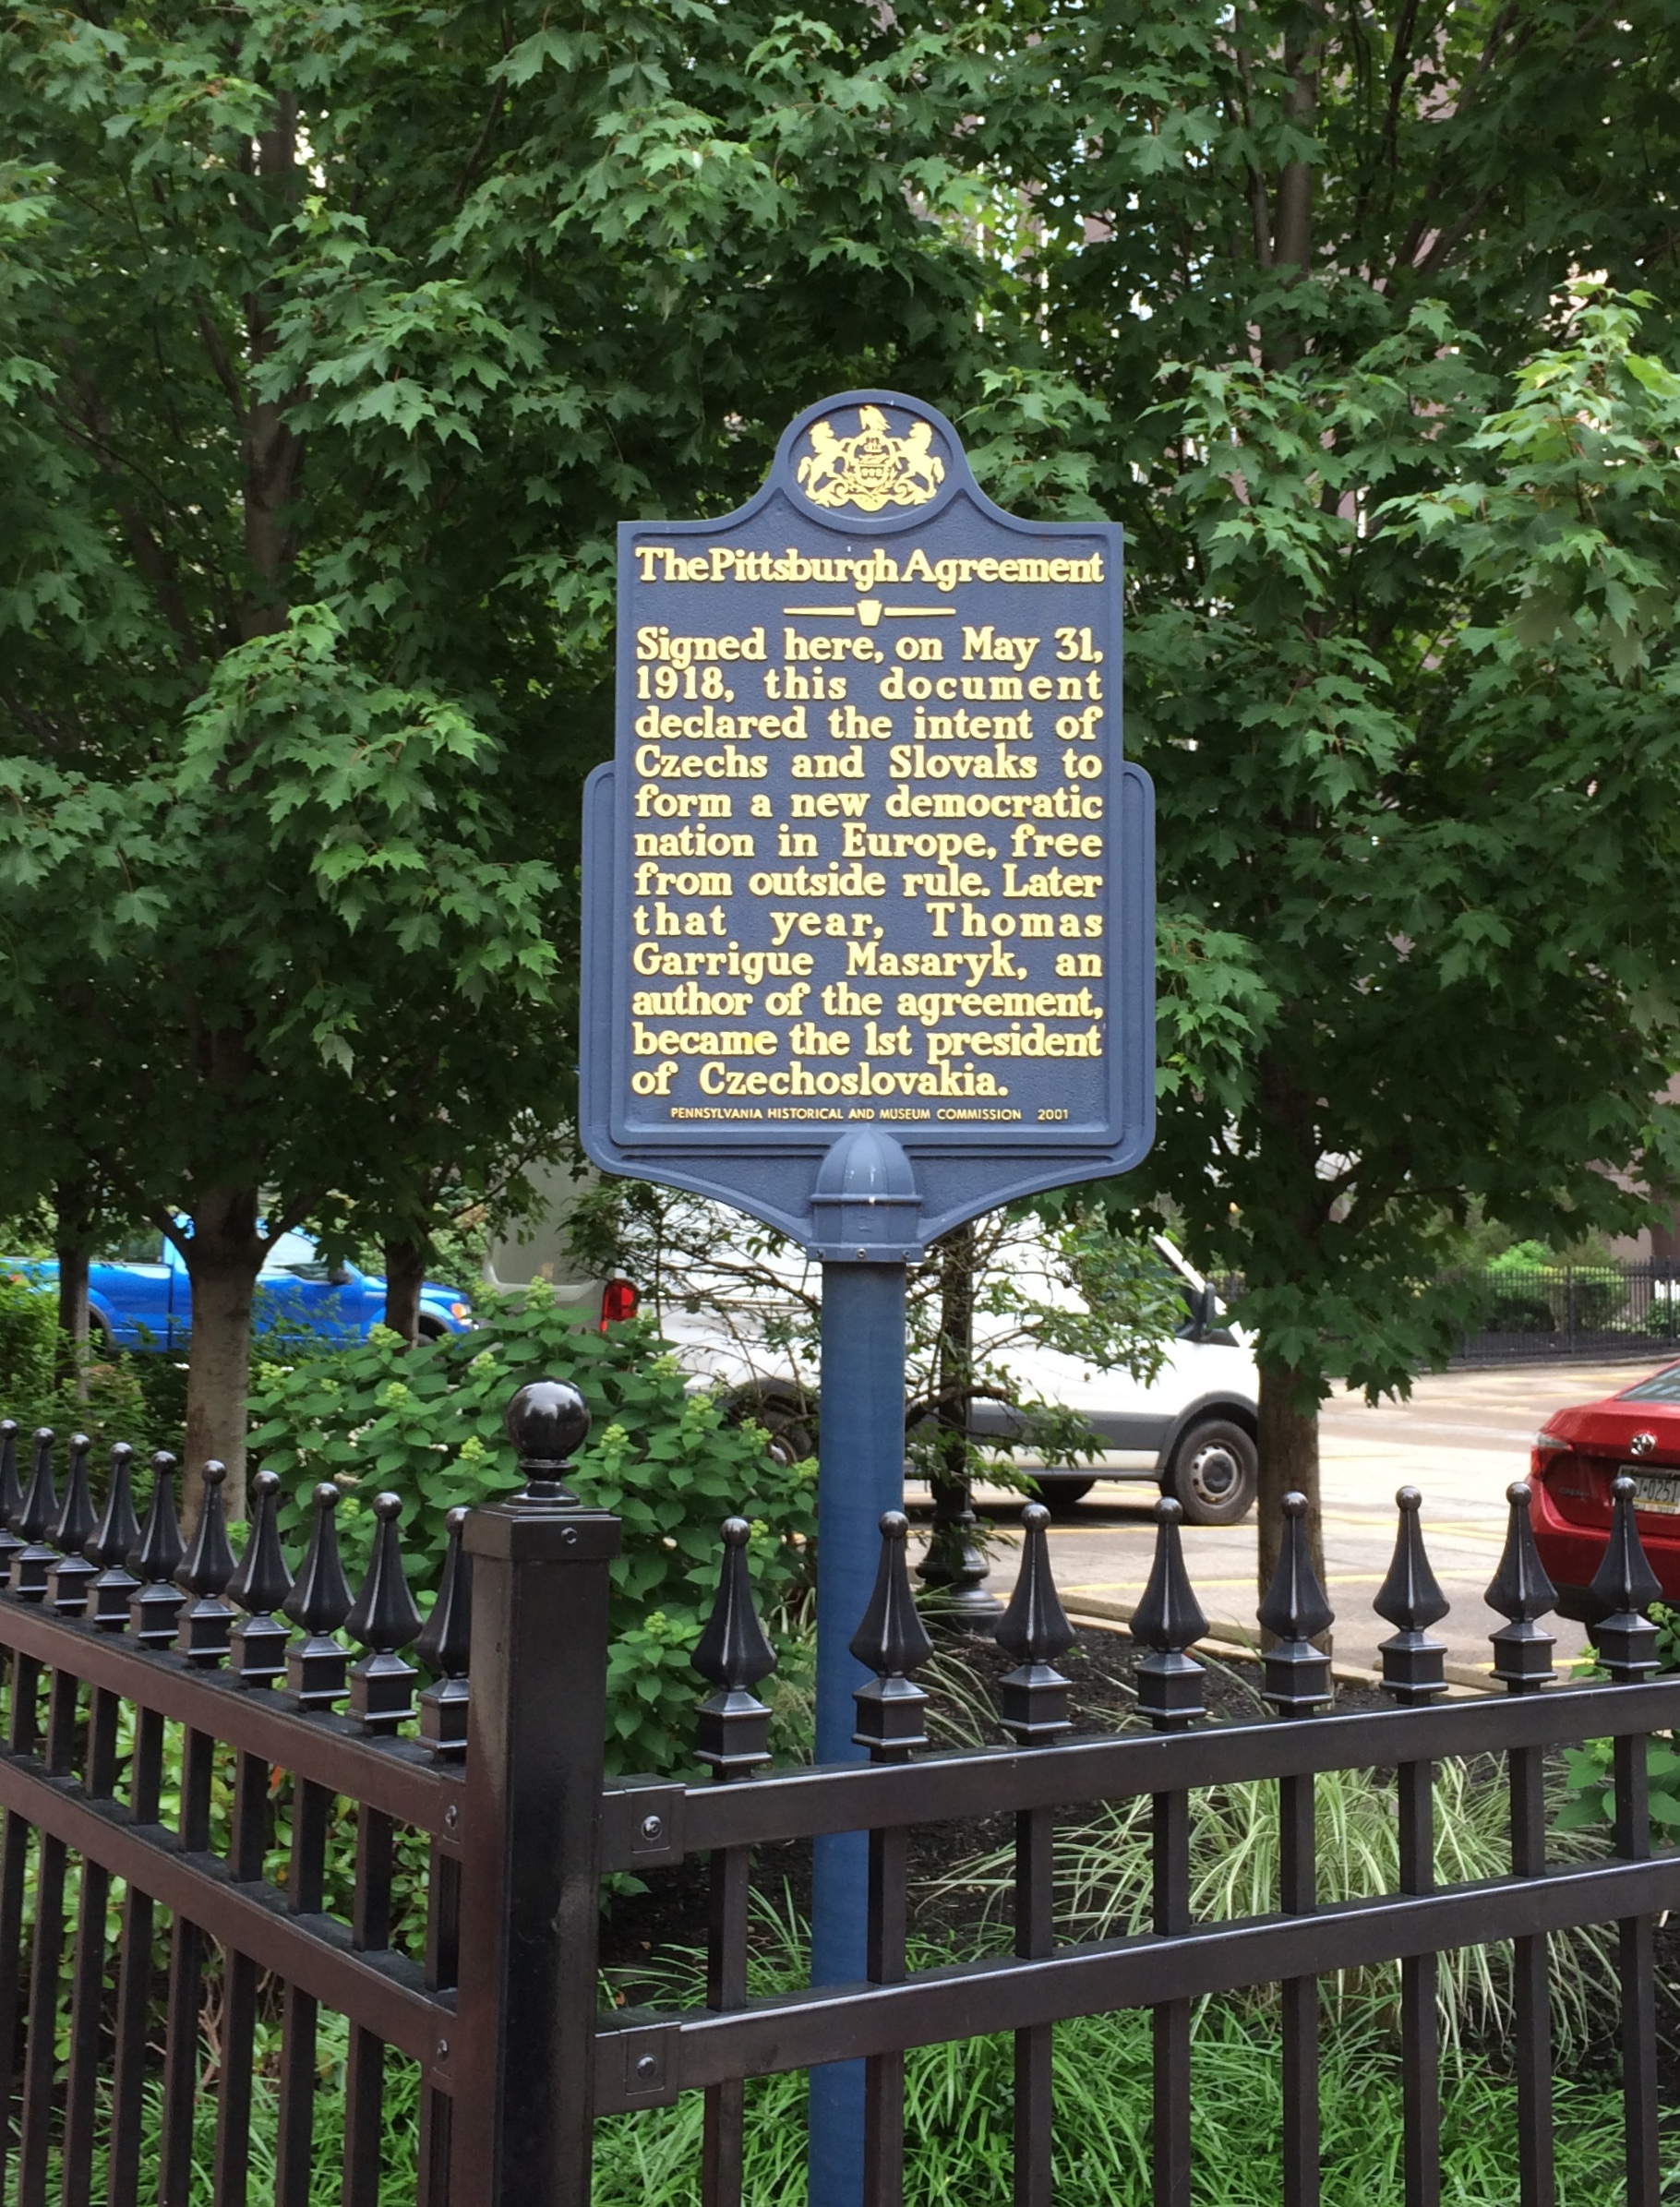 The Pittsburgh Agreement
Signed here, on May 31,
1918, this document
declared the intent of
Czechs and Slovaks to
form a new democratic
nation in Europe, free
from outside rule. Later
that year, Thomas
Garrigue Masaryk, an
author of the agreement,
became the 1st president
of Czechoslovakia.
PENNSYLVANIA HISTORICAL AND MUSEUM COMMISSION 2001